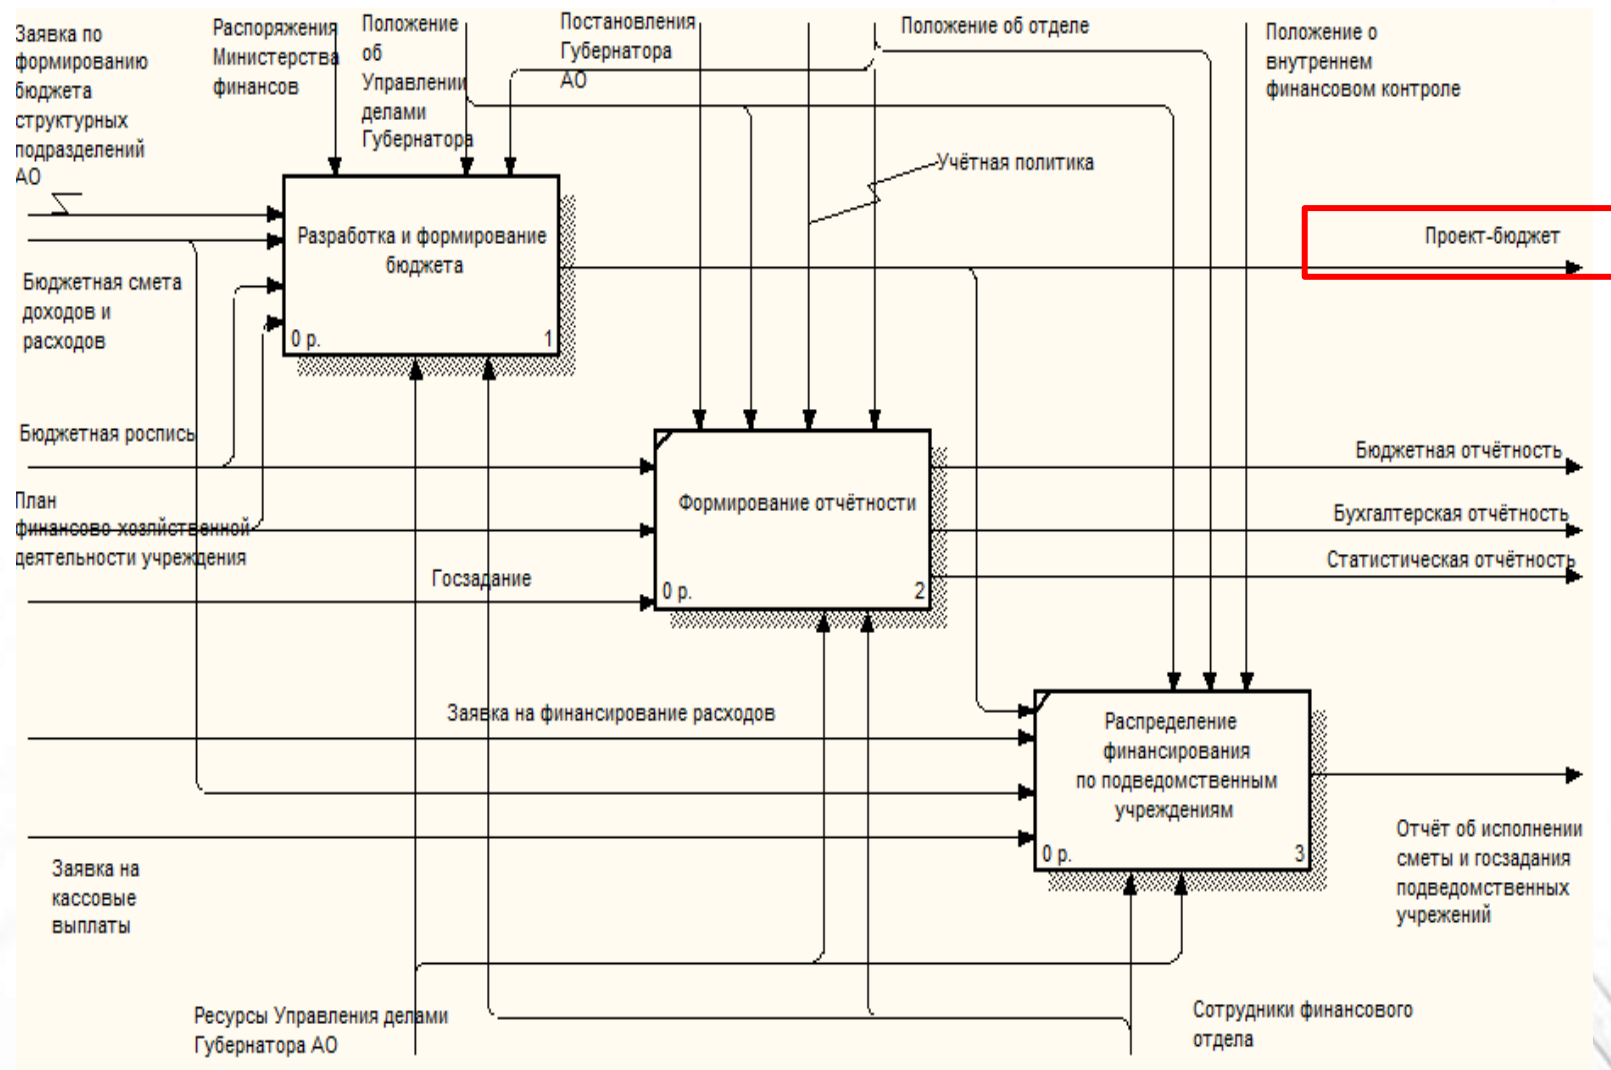 Заявка по
формированию
бюджета
структурных
подразделений
АО
Распоряжения
Министерства
финансов
Положение
об
Управлении
делами
Губернатора
Постановления
Губернатора
АО
Положение об отделе
Положение о
внутреннем
финансовом контроле
Учётная политика
Разработка и формирование
бюджета
0 р.
1
Проект-бюджет
Бюджетная смета
доходов и
расходов
Бюджетная роспись
План
финансово-хозяйственной
деятельности учреждения
Госзадание
Формирование отчётности
0 р.
2
Бюджетная отчётность
Бухгалтерская отчётность
Статистическая отчётность
Заявка на финансирование расходов
Распределение
финансирования
по подведомственным
учреждениям
0 р.
3
Заявка на
кассовые
выплаты
Отчёт об исполнении
сметы и госзадания
подведомственных
учрежений
Ресурсы Управления делами
Губернатора АО
Сотрудники финансового
отдела